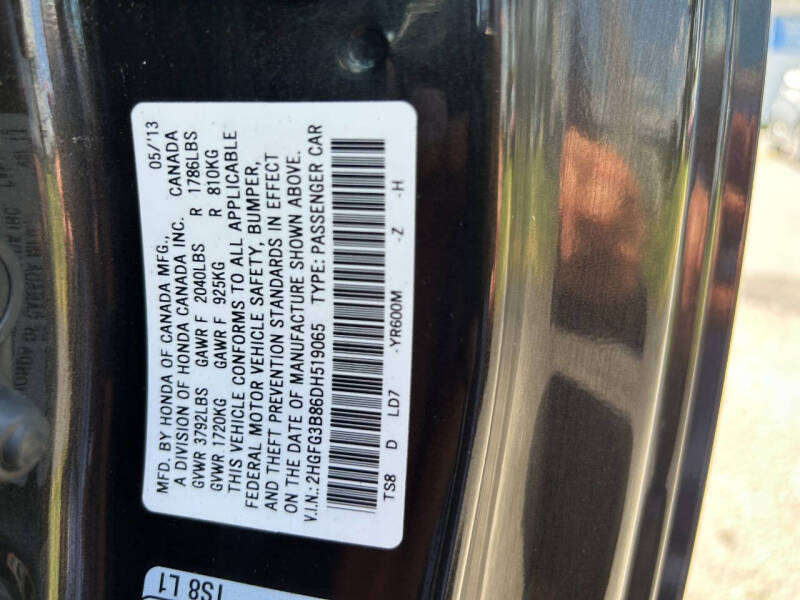 MFD. BY HONDA OF CANADA MFG., 05/'13
A DIVISION OF HONDA CANADA INC. CANADA
GVWR 3792LBS GAWR F 2040LBS R 1786LBS
GVWR 1720KG GAWR F 925KG R 810KG
THIS VEHICLE CONFORMS TO ALL APPLICABLE
FEDERAL MOTOR VEHICLE SAFETY, BUMPER,
AND THEFT PREVENTION STANDARDS IN EFFECT
ON THE DATE OF MANUFACTURE SHOWN ABOVE.
V.I.N.: 2HGFG3B86DH519065 TYPE: PASSENGER CAR
TS8 D LD7 -YR600M -Z -H
TS8 L1